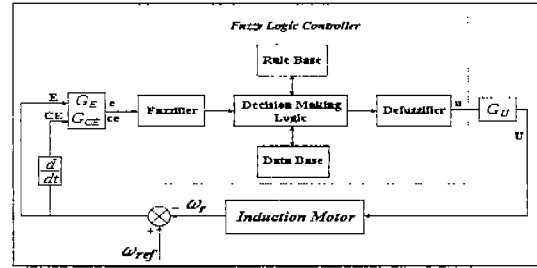 Fuzzy Logic Controller
Rule Base
E
G_E
e
CE
G_CE
ce
Fuzzifier
Decision Making
Logic
Defuzzifier
u
G_U
U
Data Base
d
dt
ω_r
−
+
Induction Motor
ω_ref